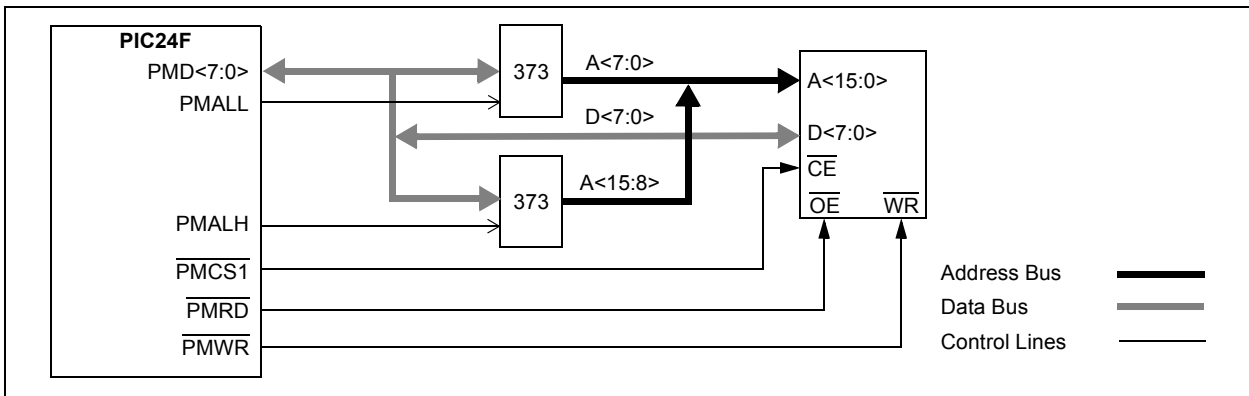 PIC24F
PMD<7:0>
PMALL
PMALH
PMCS1
PMRD
PMWR
373
373
A<7:0>
D<7:0>
A<15:8>
A<15:0>
D<7:0>
CE
OE WR
Address Bus
Data Bus
Control Lines